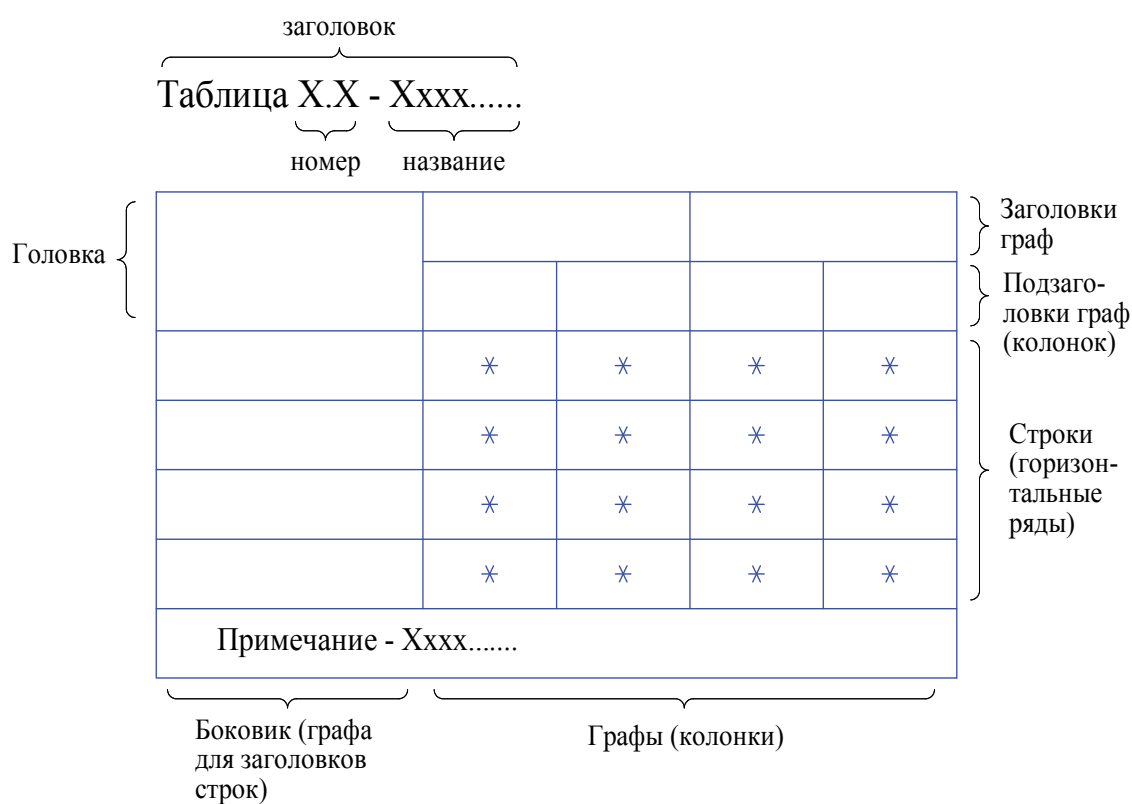 заголовок
Таблица Х.Х - Хххх......
номер
название
Головка
Заголовки
граф
Подзаго-
ловки граф
(колонок)
* * * *
* * * *
* * * *
* * * *
Строки
(горизон-
тальные
ряды)
Примечание - Хххх.......
Боковик (графа
для заголовков
строк)
Графы (колонки)